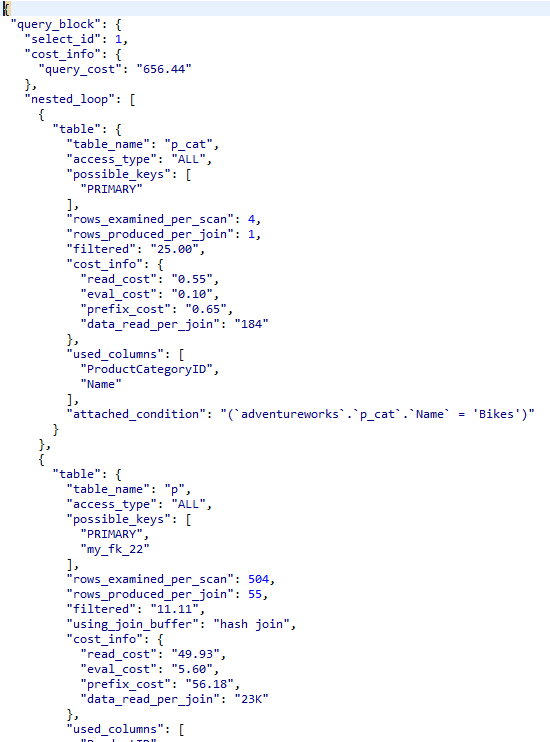 {
  "query_block": {
    "select_id": 1,
    "cost_info": {
      "query_cost": "656.44"
    },
    "nested_loop": [
      {
        "table": {
          "table_name": "p_cat",
          "access_type": "ALL",
          "possible_keys": [
            "PRIMARY"
          ],
          "rows_examined_per_scan": 4,
          "rows_produced_per_join": 1,
          "filtered": "25.00",
          "cost_info": {
            "read_cost": "0.55",
            "eval_cost": "0.10",
            "prefix_cost": "0.65",
            "data_read_per_join": "184"
          },
          "used_columns": [
            "ProductCategoryID",
            "Name"
          ],
          "attached_condition": "(`adventureworks`.`p_cat`.`Name` = 'Bikes')"
        }
      },
      {
        "table": {
          "table_name": "p",
          "access_type": "ALL",
          "possible_keys": [
            "PRIMARY",
            "my_fk_22"
          ],
          "rows_examined_per_scan": 504,
          "rows_produced_per_join": 55,
          "filtered": "11.11",
          "using_join_buffer": "hash join",
          "cost_info": {
            "read_cost": "49.93",
            "eval_cost": "5.60",
            "prefix_cost": "56.18",
            "data_read_per_join": "23K"
          },
          "used_columns": [